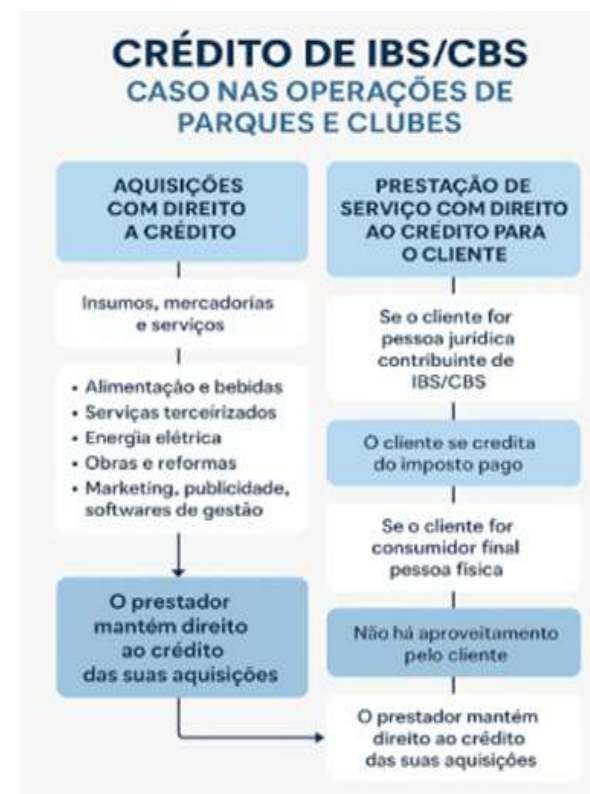 CRÉDITO DE IBS/CBS
CASO NAS OPERAÇÕES DE
PARQUES E CLUBES
AQUISIÇÕES
COM DIREITO
A CRÉDITO
Insumos, mercadorias
e serviços
• Alimentação e bebidas
• Serviças terceírizados
• Energia elétrica
• Obras e reformas
• Marketing, publicidade,
softwares de gestão
O prestador
mantém direito
ao crédito
das suas aquisições
PRESTAÇÃO DE
SERVIÇO COM DIREITO
AO CRÉDITO PARA
O CLIENTE
Se o cliente for
pessoa jurídica
contribuinte de
IBS/CBS
O cliente se credita
do imposto pago
Se o cliente for
consumidor final
pessoa física
Não há aproveitamento
pelo cliente
O prestador mantém
direito ao crédito
das suas aquisições